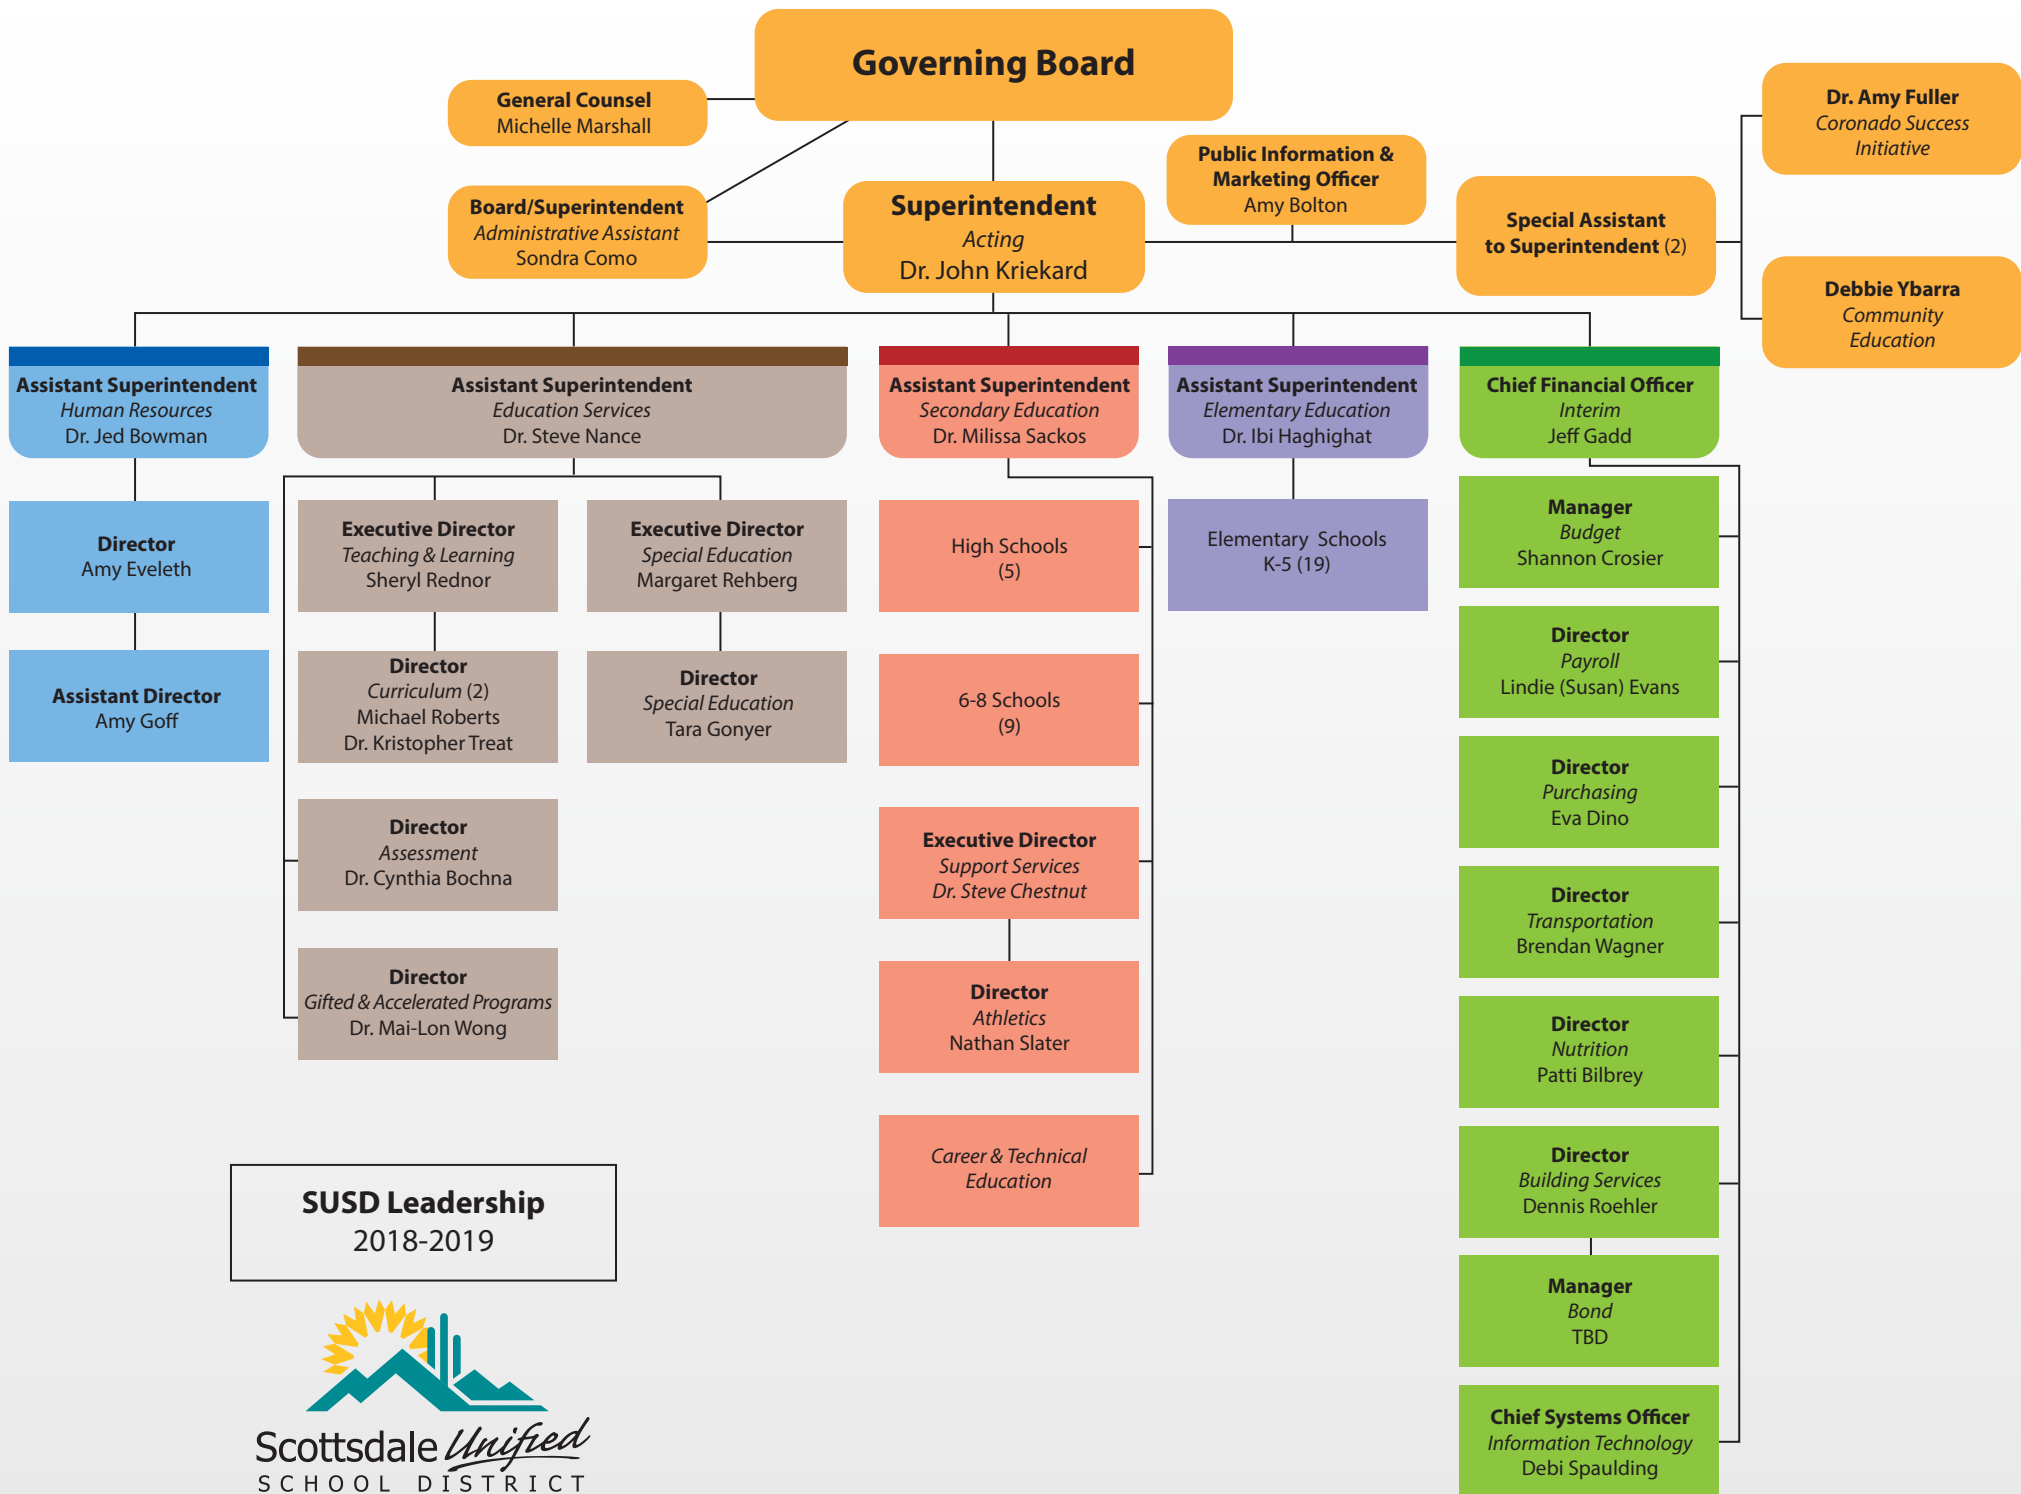 Governing Board
General Counsel
Michelle Marshall
Board/Superintendent
Administrative Assistant
Sondra Como
Superintendent
Acting
Dr. John Kriekard
Public Information &
Marketing Officer
Amy Bolton
Special Assistant
to Superintendent (2)
Dr. Amy Fuller
Coronado Success
Initiative
Debbie Ybarra
Community
Education
Assistant Superintendent
Human Resources
Dr. Jed Bowman
Director
Amy Eveleth
Assistant Director
Amy Goff
Assistant Superintendent
Education Services
Dr. Steve Nance
Executive Director
Teaching & Learning
Sheryl Rednor
Director
Curriculum (2)
Michael Roberts
Dr. Kristopher Treat
Director
Assessment
Dr. Cynthia Bochna
Director
Gifted & Accelerated Programs
Dr. Mai-Lon Wong
Executive Director
Special Education
Margaret Rehberg
Director
Special Education
Tara Gonyer
Assistant Superintendent
Secondary Education
Dr. Milissa Sackos
High Schools
(5)
6-8 Schools
(9)
Executive Director
Support Services
Dr. Steve Chestnut
Director
Athletics
Nathan Slater
Career & Technical
Education
Assistant Superintendent
Elementary Education
Dr. Ibi Haghighat
Elementary Schools
K-5 (19)
Chief Financial Officer
Interim
Jeff Gadd
Manager
Budget
Shannon Crosier
Director
Payroll
Lindie (Susan) Evans
Director
Purchasing
Eva Dino
Director
Transportation
Brendan Wagner
Director
Nutrition
Patti Bilbrey
Director
Building Services
Dennis Roehler
Manager
Bond
TBD
Chief Systems Officer
Information Technology
Debi Spaulding
SUSD Leadership
2018-2019
Scottsdale Unified
SCHOOL DISTRICT